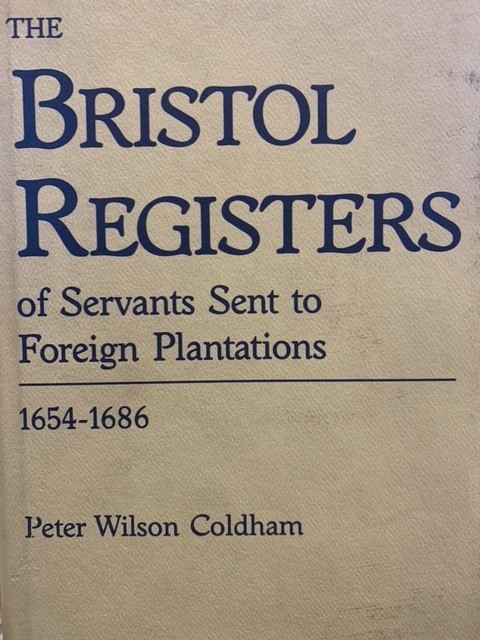 THE
BRISTOL
REGISTERS
of Servants Sent to
Foreign Plantations
1654-1686
Peter Wilson Coldham